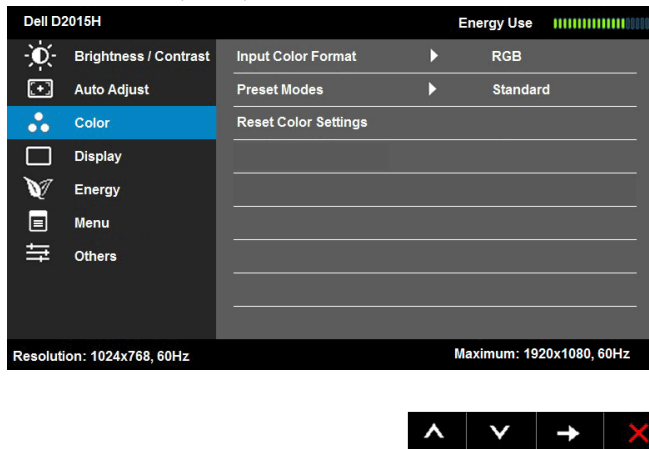 Dell D2015H Energy Use
Brightness / Contrast Input Color Format RGB
Auto Adjust Preset Modes Standard
Color Reset Color Settings
Display
Energy
Menu
Others
Resolution: 1024x768, 60Hz Maximum: 1920x1080, 60Hz